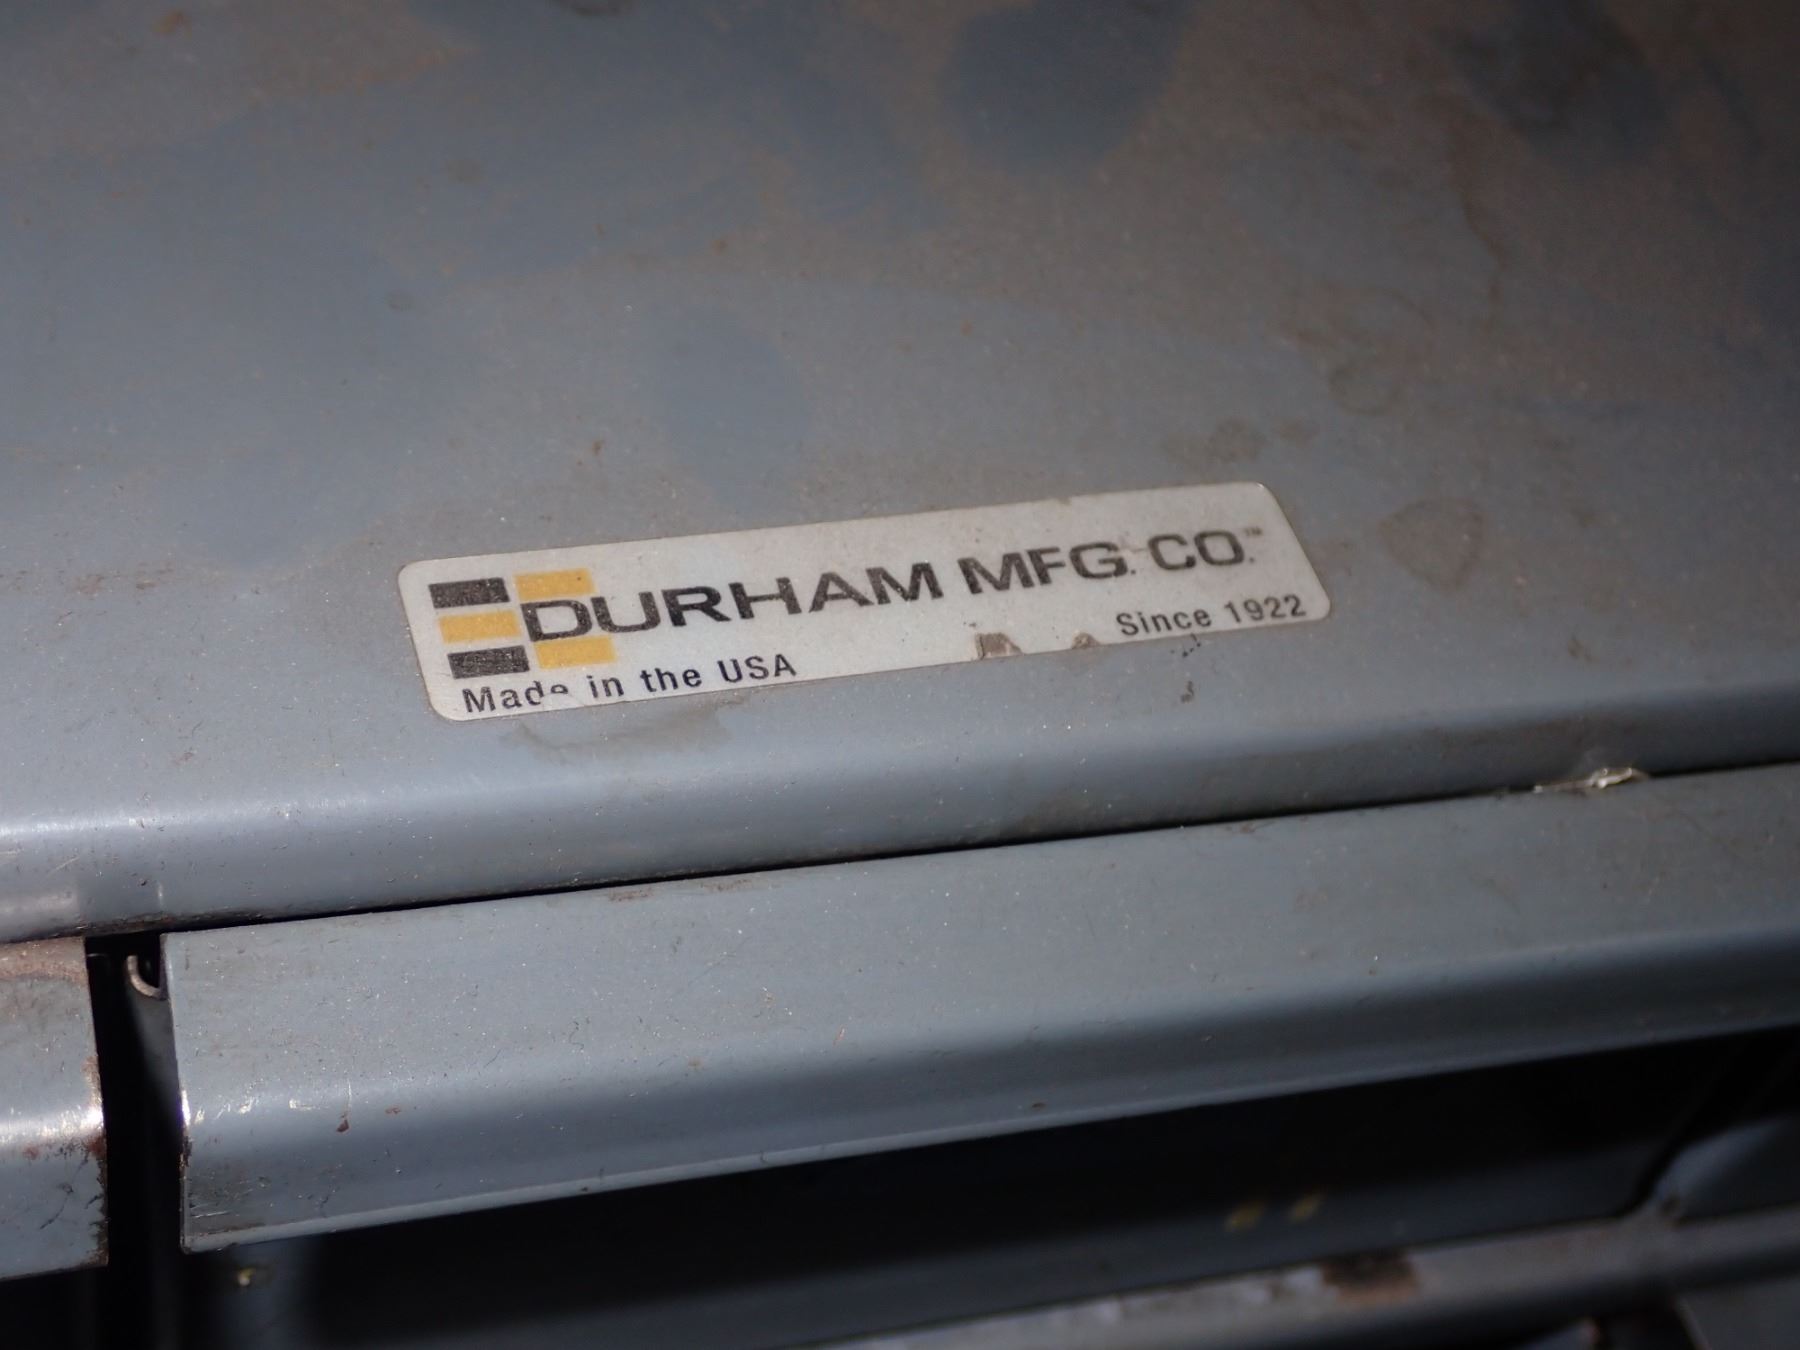 DURHAM MFG. CO.™
Since 1922
Made in the USA